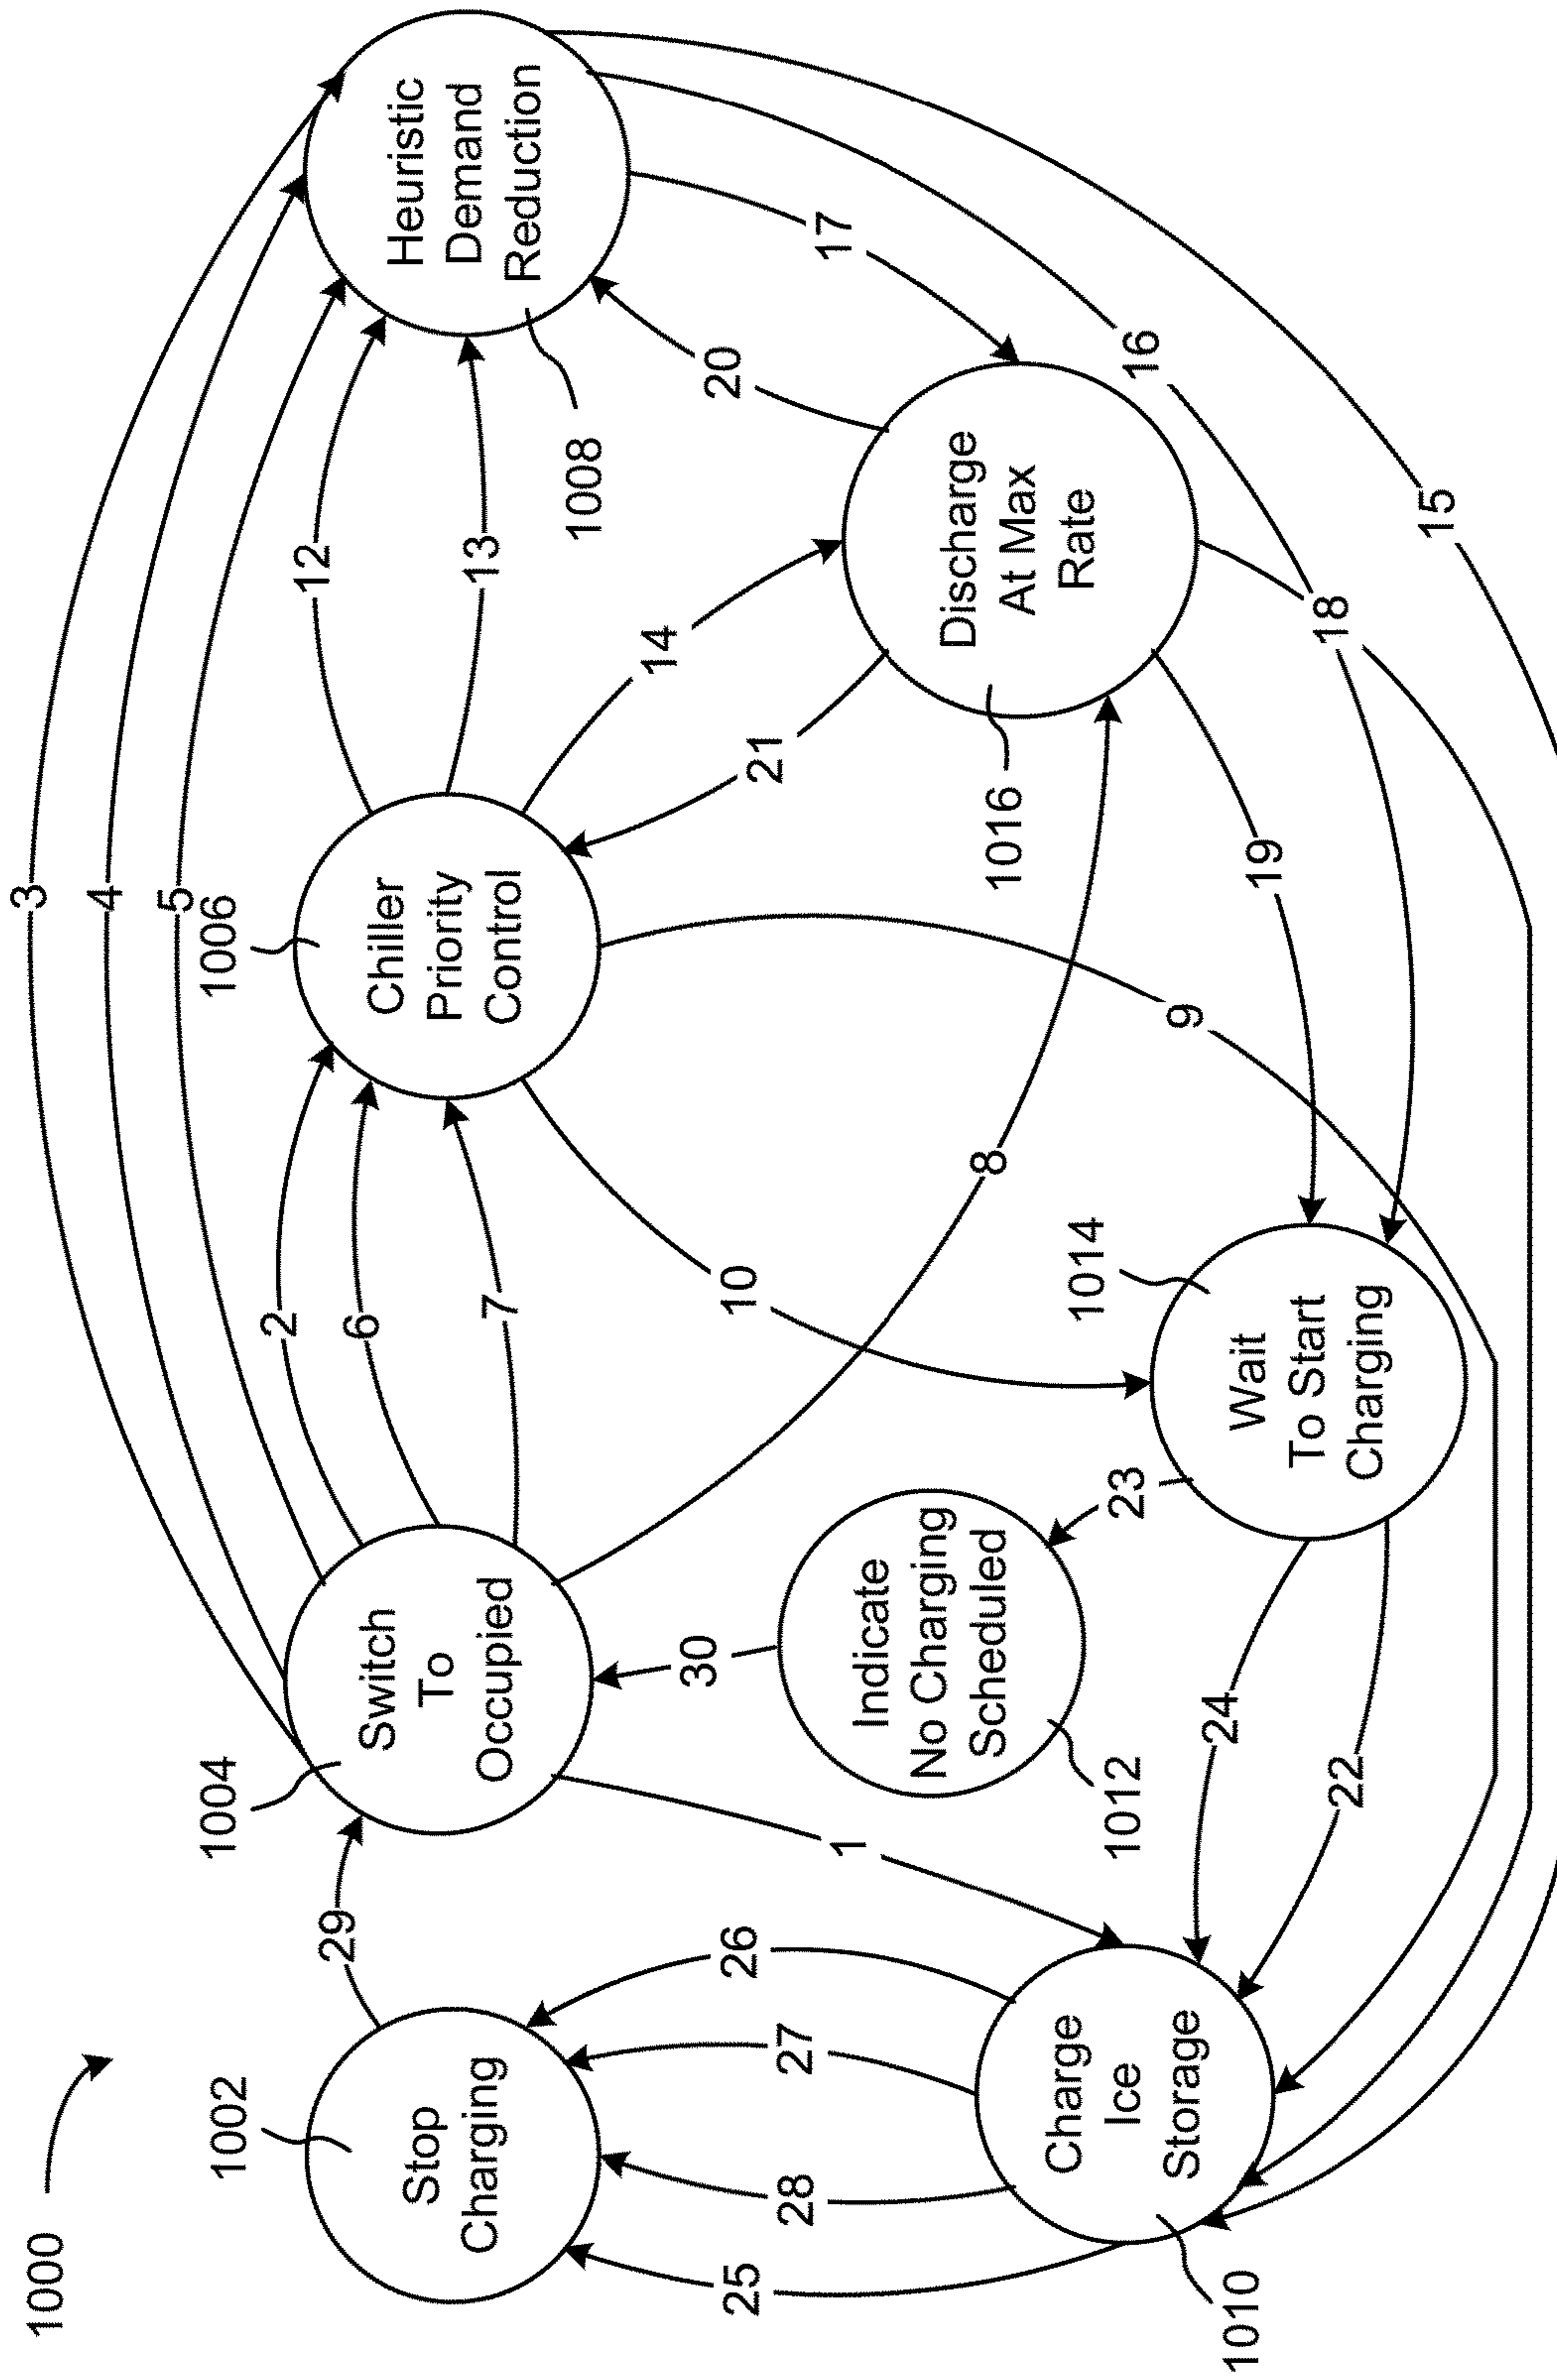 1000
3
4
5
1006
1004
29
1002
Stop
Charging
Switch
To
Occupied
2
6
7
Chiller
Priority
Control
12
13
Heuristic
Demand
Reduction
1008
25
28
27
26
1
30
10
8
21
14
20
17
Indicate
No Charging
Scheduled
1012
23
1014
1016
Discharge
At Max
Rate
16
Charge
Ice
Storage
1010
24
22
Wait
To Start
Charging
9
19
18
15